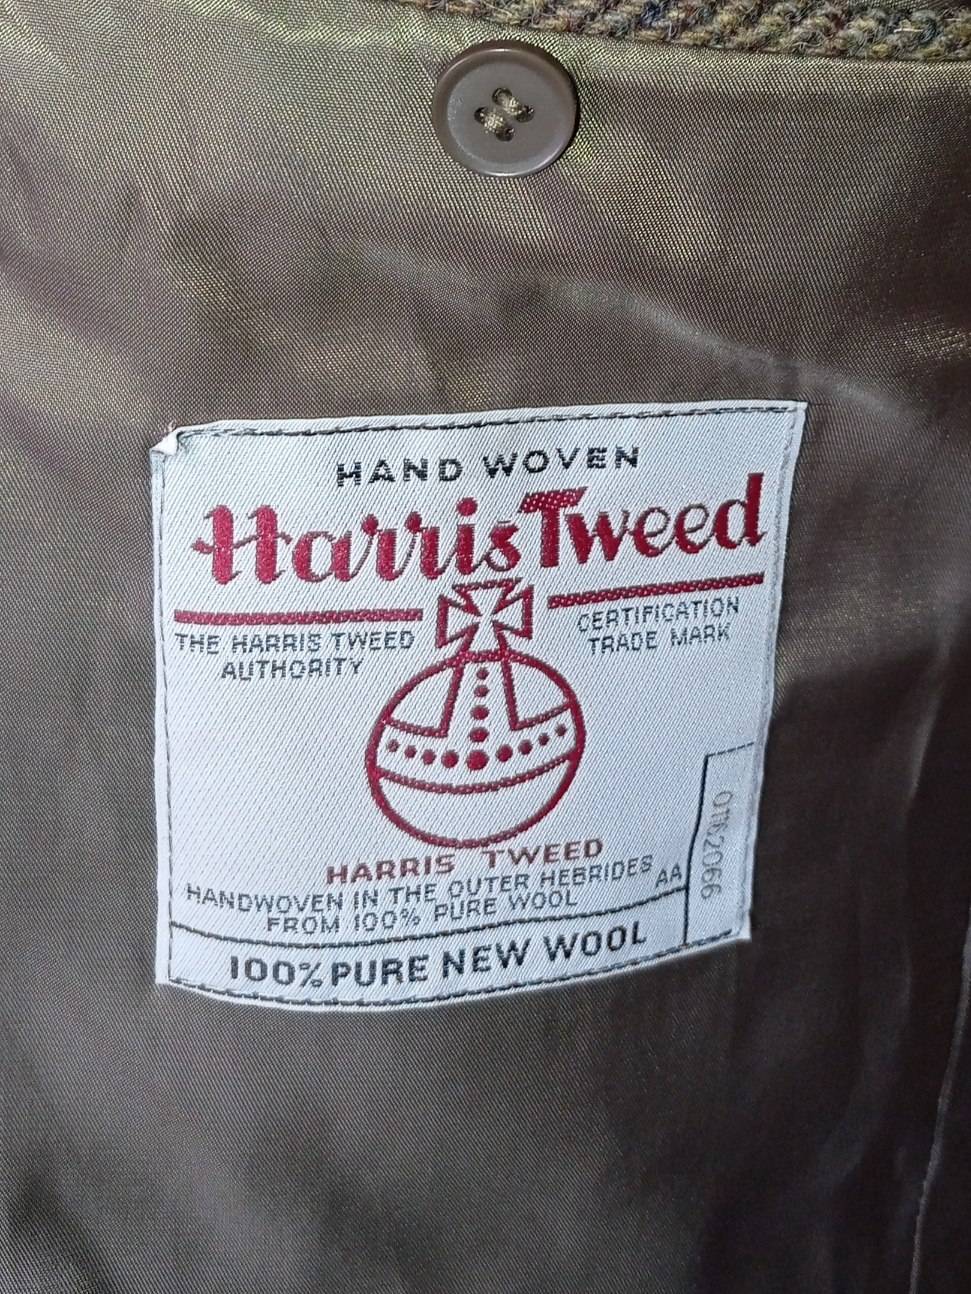 HAND WOVEN
Harris Tweed
THE HARRIS TWEED
AUTHORITY
CERTIFICATION
TRADE MARK
HARRIS TWEED
HANDWOVEN IN THE OUTER HEBRIDES
FROM 100% PURE WOOL
AA
01162066
100% PURE NEW WOOL